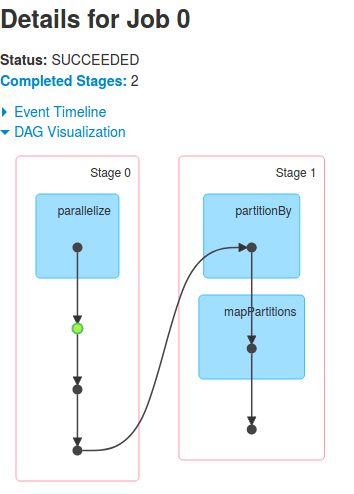 Details for Job 0
Status: SUCCEEDED
Completed Stages: 2
Event Timeline
DAG Visualization
Stage 0
Stage 1
parallelize
partitionBy
mapPartitions